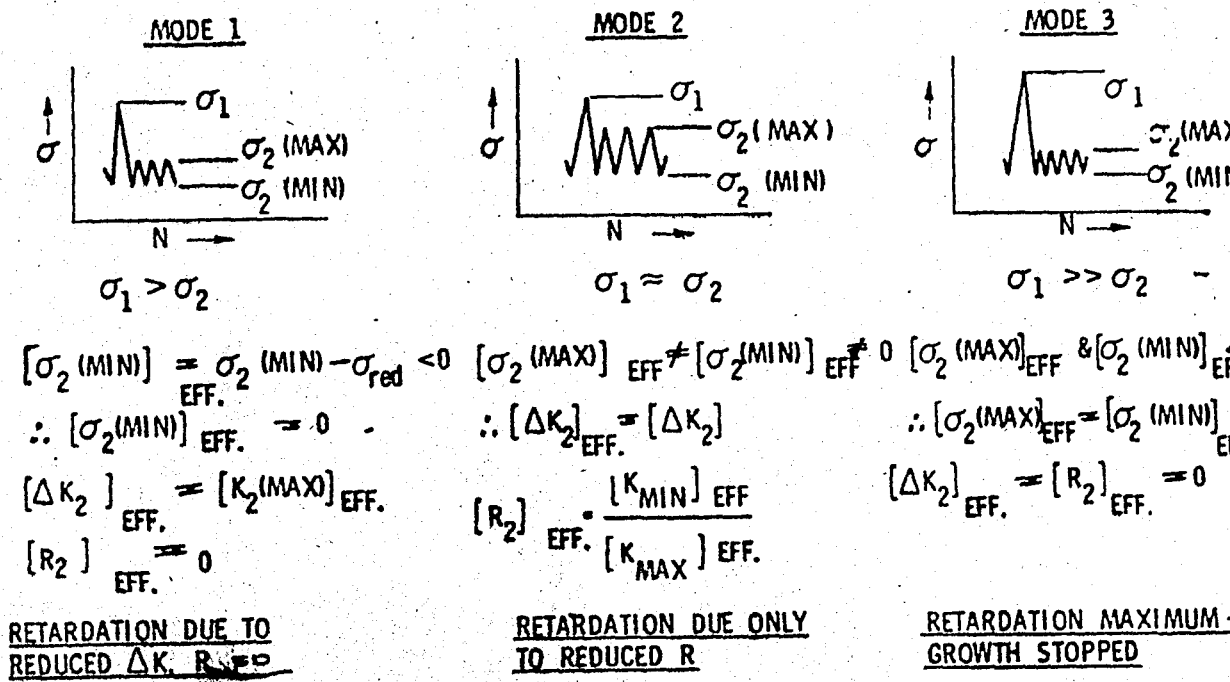 MODE 1
σ
σ1
σ2 (MAX)
σ2 (MIN)
N
σ1 > σ2
[σ2 (MIN)] EFF. = σ2 (MIN) - σred < 0
∴ [σ2 (MIN)] EFF. = 0
[ΔK2] EFF. = [K2 (MAX)] EFF.
[R2] EFF. = 0
RETARDATION DUE TO
REDUCED ΔK, R
MODE 2
σ
σ1
σ2 (MAX)
σ2 (MIN)
N
σ1 ≈ σ2
[σ2 (MAX)] EFF ≠ [σ2 (MIN)] EFF ≠ 0
∴ [ΔK2] EFF. = [ΔK2]
[R2] EFF. = [KMIN] EFF / [KMAX] EFF.
RETARDATION DUE ONLY
TO REDUCED R
MODE 3
σ
σ1
σ2 (MAX
σ2 (MIN
N
σ1 >> σ2 -
[σ2 (MAX)] EFF & [σ2 (MIN)]
∴ [σ2 (MAX)] EFF = [σ2 (MIN)]
[ΔK2] EFF. = [R2] EFF. = 0
RETARDATION MAXIMUM -
GROWTH STOPPED